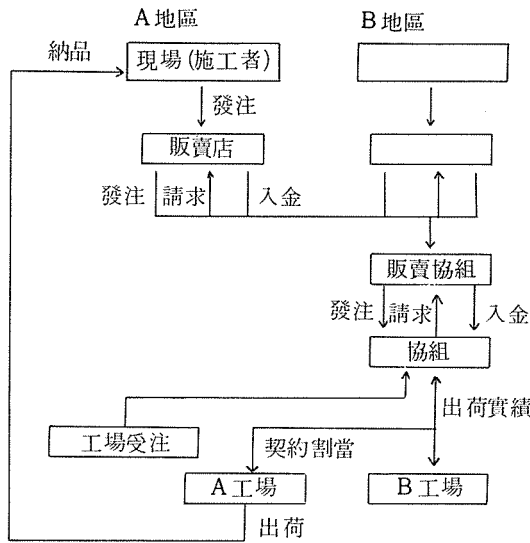 A地區 B地區
納品
現場(施工者)
發注
販賣店
發注 請求 入金
販賣協組
發注 請求 入金
協組
出荷實績
工場受注
契約割當
A工場 B工場
出荷